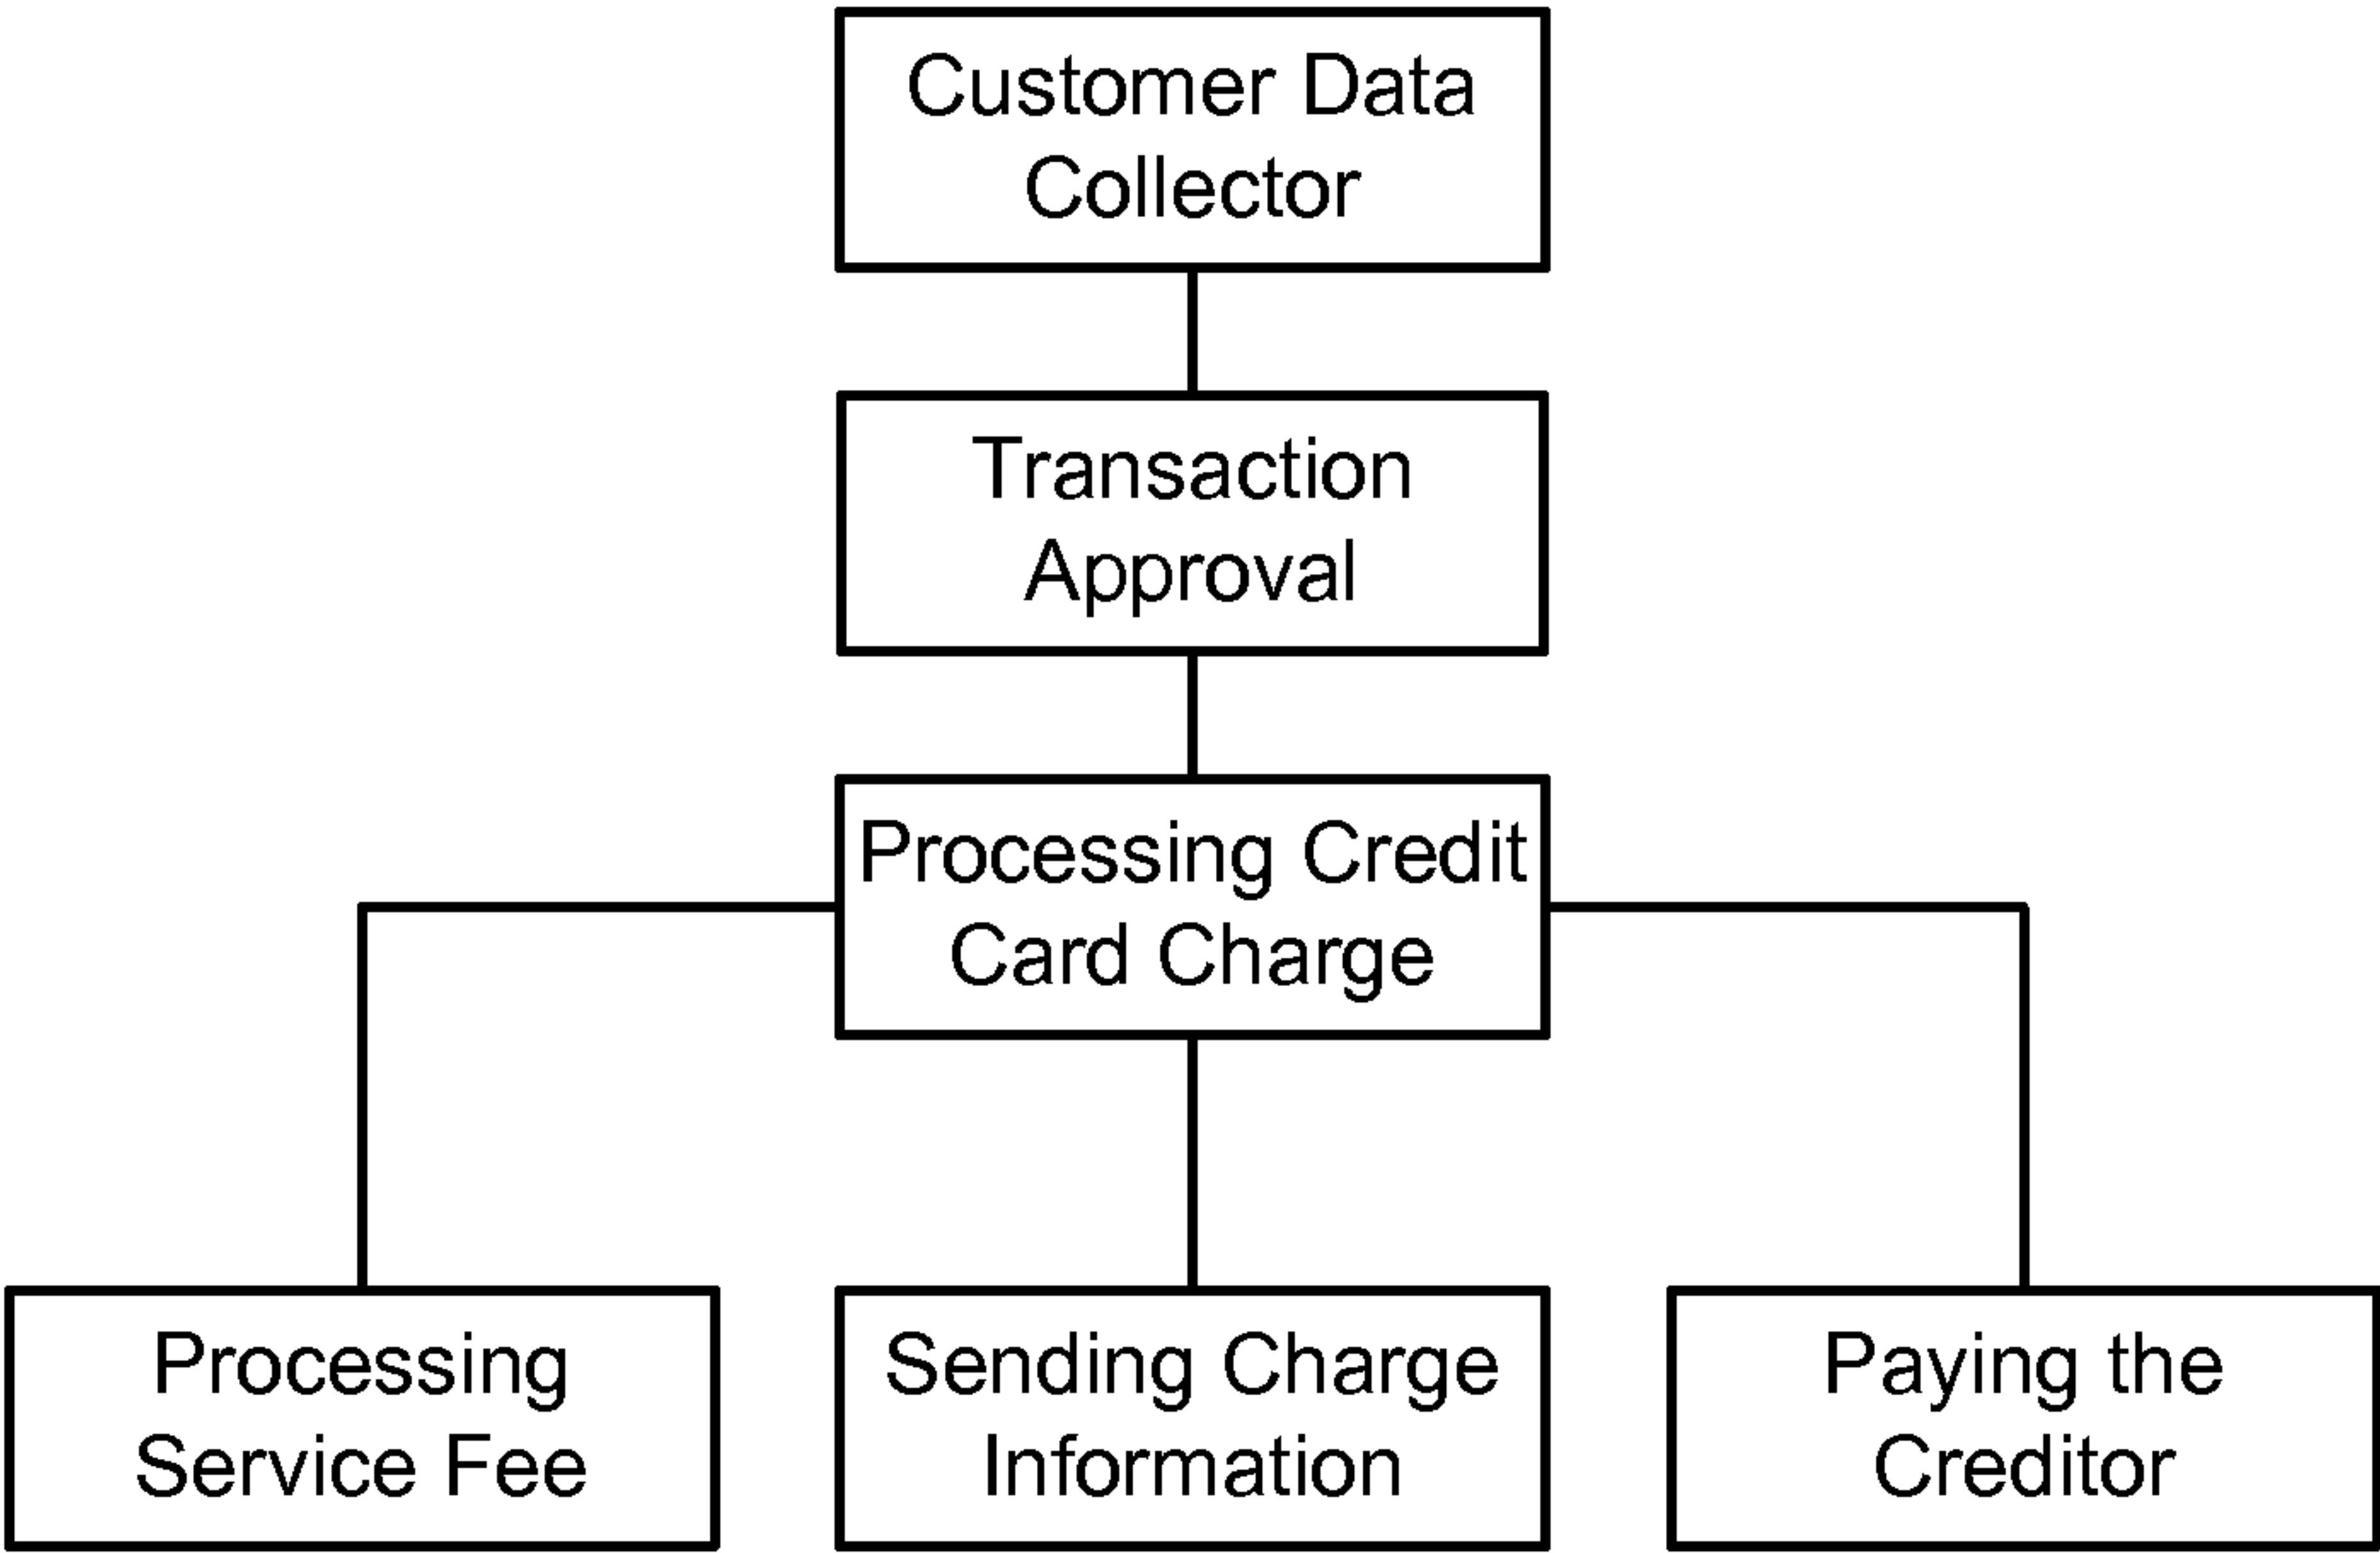 Customer Data
Collector
Transaction
Approval
Processing Credit
Card Charge
Processing
Service Fee
Sending Charge
Information
Paying the
Creditor